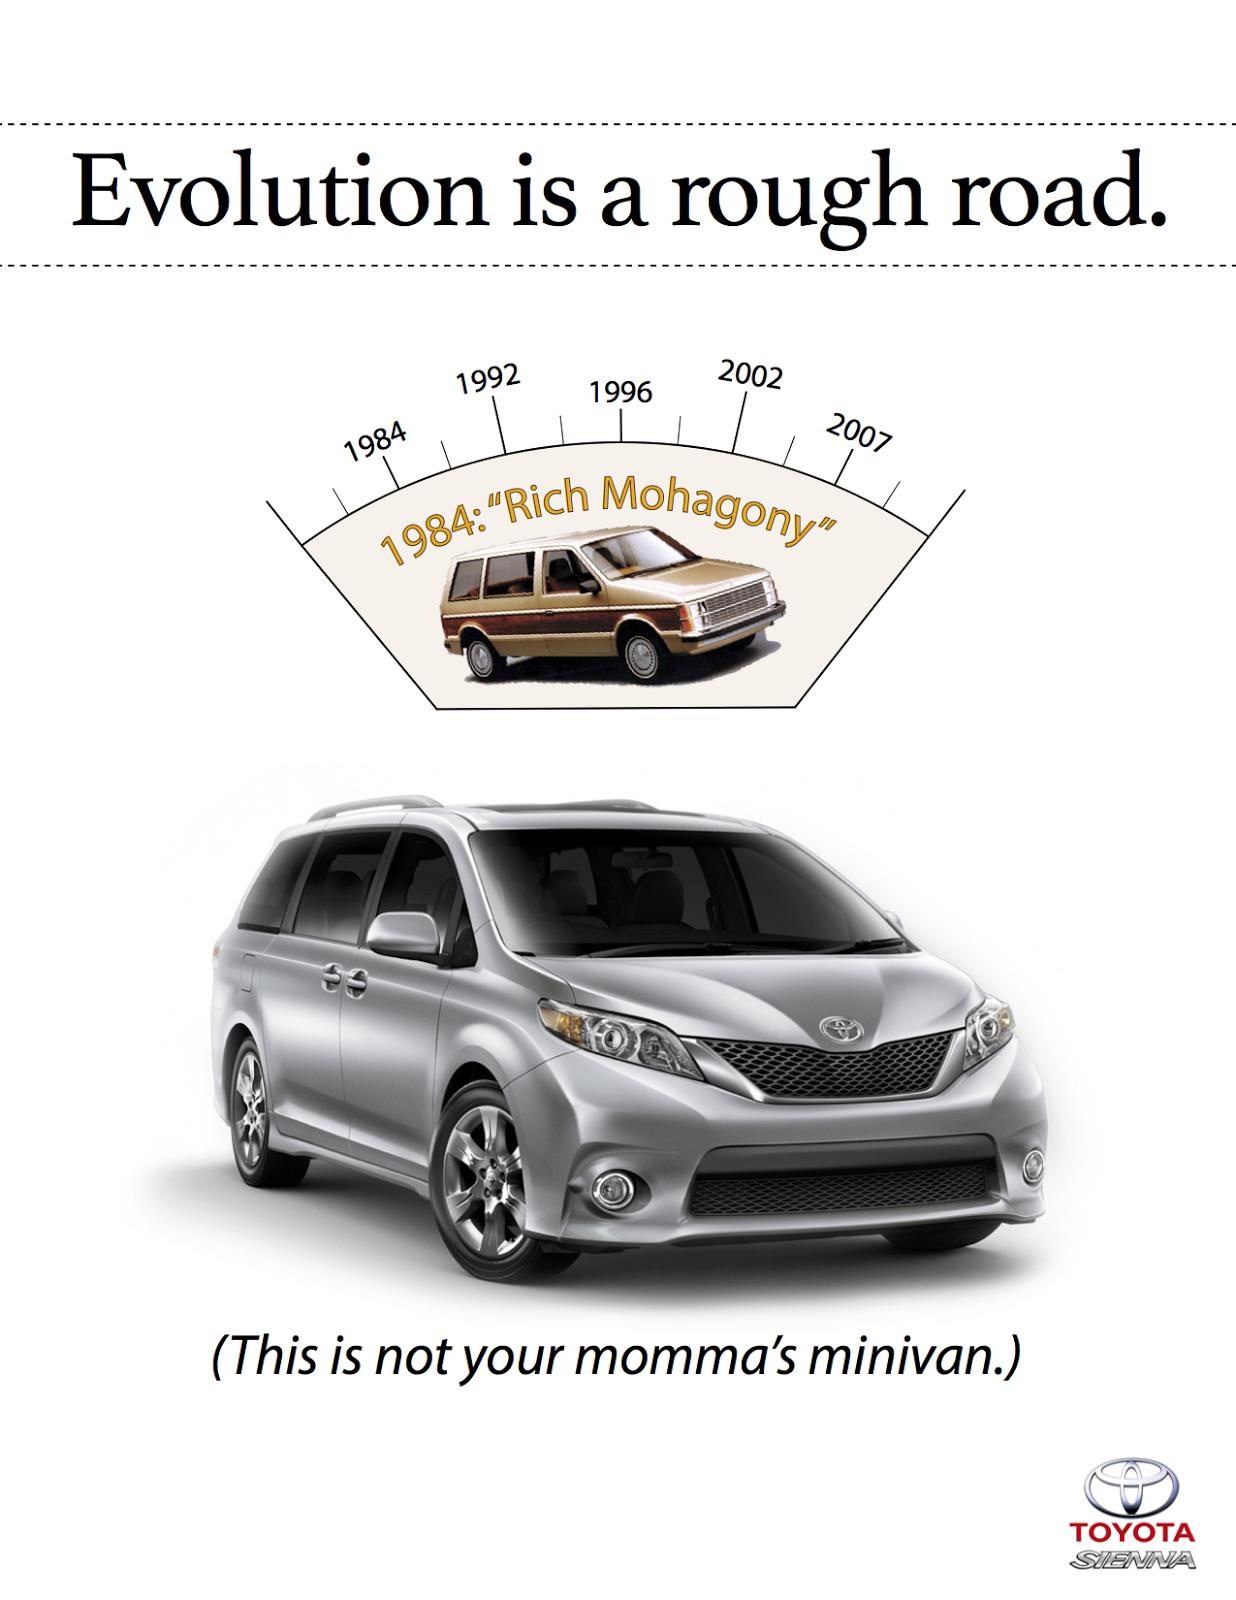 Evolution is a rough road.
1984
1992
1996
2002
2007
1984: “Rich Mohagony”
(This is not your momma’s minivan.)
TOYOTA
SIENNA